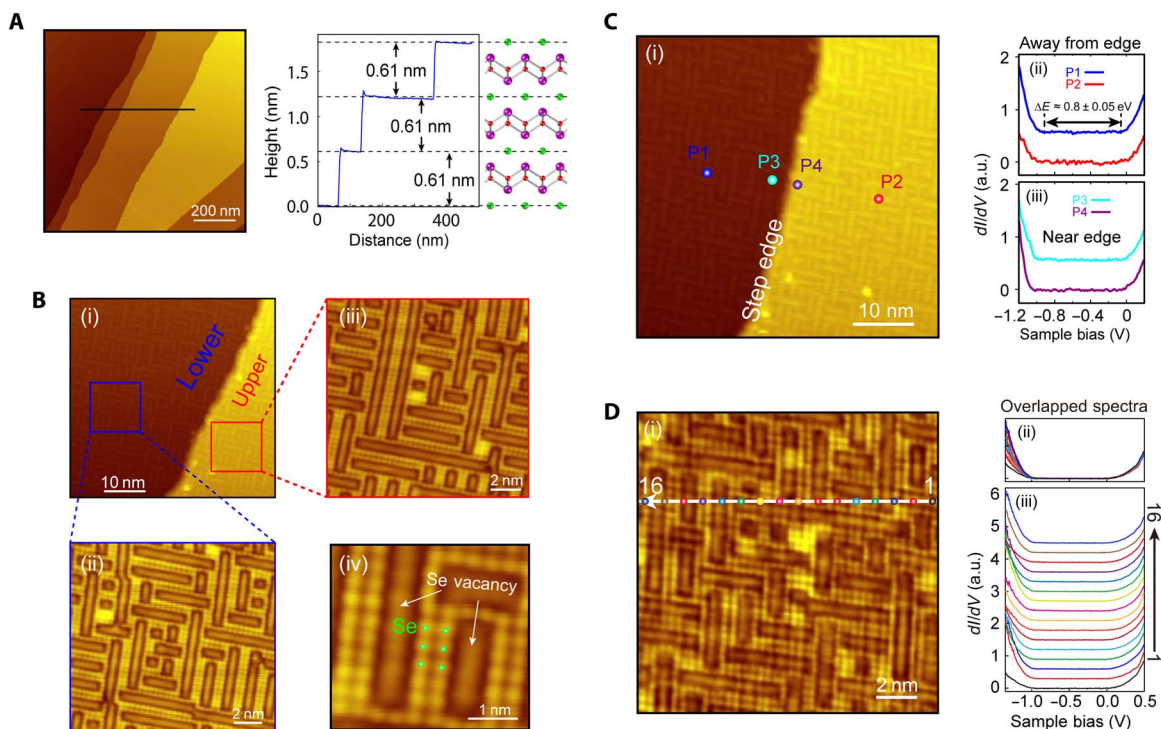 A
200 nm
Height (nm)
1.5
1.0
0.5
0.0
0.61 nm
0.61 nm
0.61 nm
0 200 400
Distance (nm)
B
(i)
Lower
Upper
10 nm
(iii)
2 nm
(ii)
2 nm
(iv)
Se vacancy
Se
1 nm
C
(i)
P1
P3
P4
P2
Step edge
10 nm
Away from edge
(ii)
P1
P2
ΔE ≈ 0.8 ± 0.05 eV
2
1
0
dI/dV (a.u.)
(iii)
P3
P4
Near edge
2
1
0
−1.2 −0.8 −0.4 0
Sample bias (V)
D
(i)
16
1
2 nm
Overlapped spectra
(ii)
(iii)
6
5
4
3
2
1
0
dI/dV (a.u.)
16
1
−1.0 −0.5 0.0 0.5
Sample bias (V)